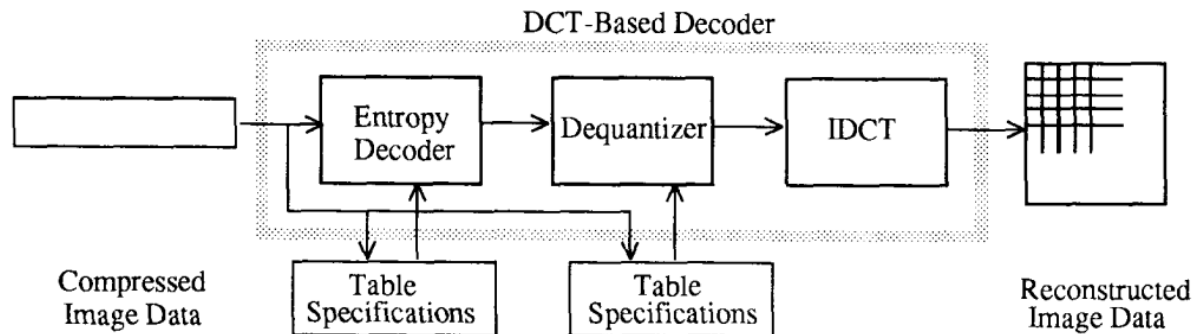 DCT-Based Decoder
Entropy
Decoder
Dequantizer
IDCT
Compressed
Image Data
Table
Specifications
Table
Specifications
Reconstructed
Image Data